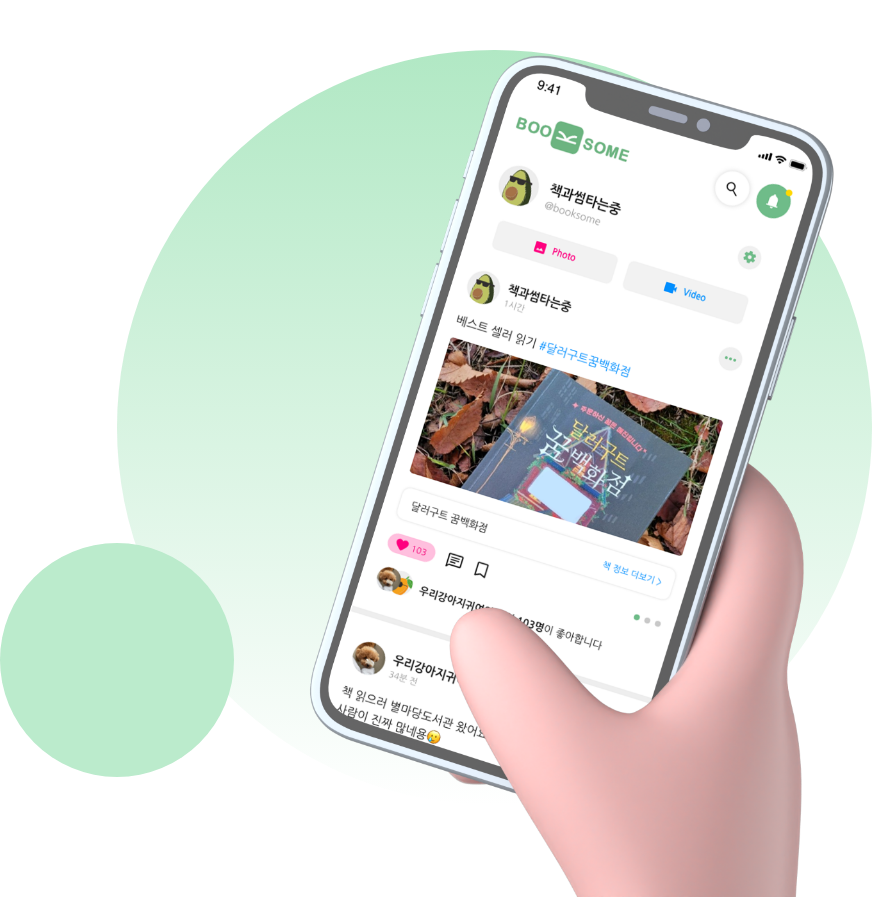 9:41
BOOKSOME
책과썸타는중
@booksome
Photo
Video
책과썸타는중
1시간
베스트 셀러 읽기 #달러구트꿈백화점
달러구트
꿈백화점
달러구트 꿈백화점
책 정보 더보기 >
103
우리강아지귀여 103명이 좋아합니다
우리강아지귀
34분 전
책 읽으러 별마당도서관 왔어요
사람이 진짜 많네용🥲